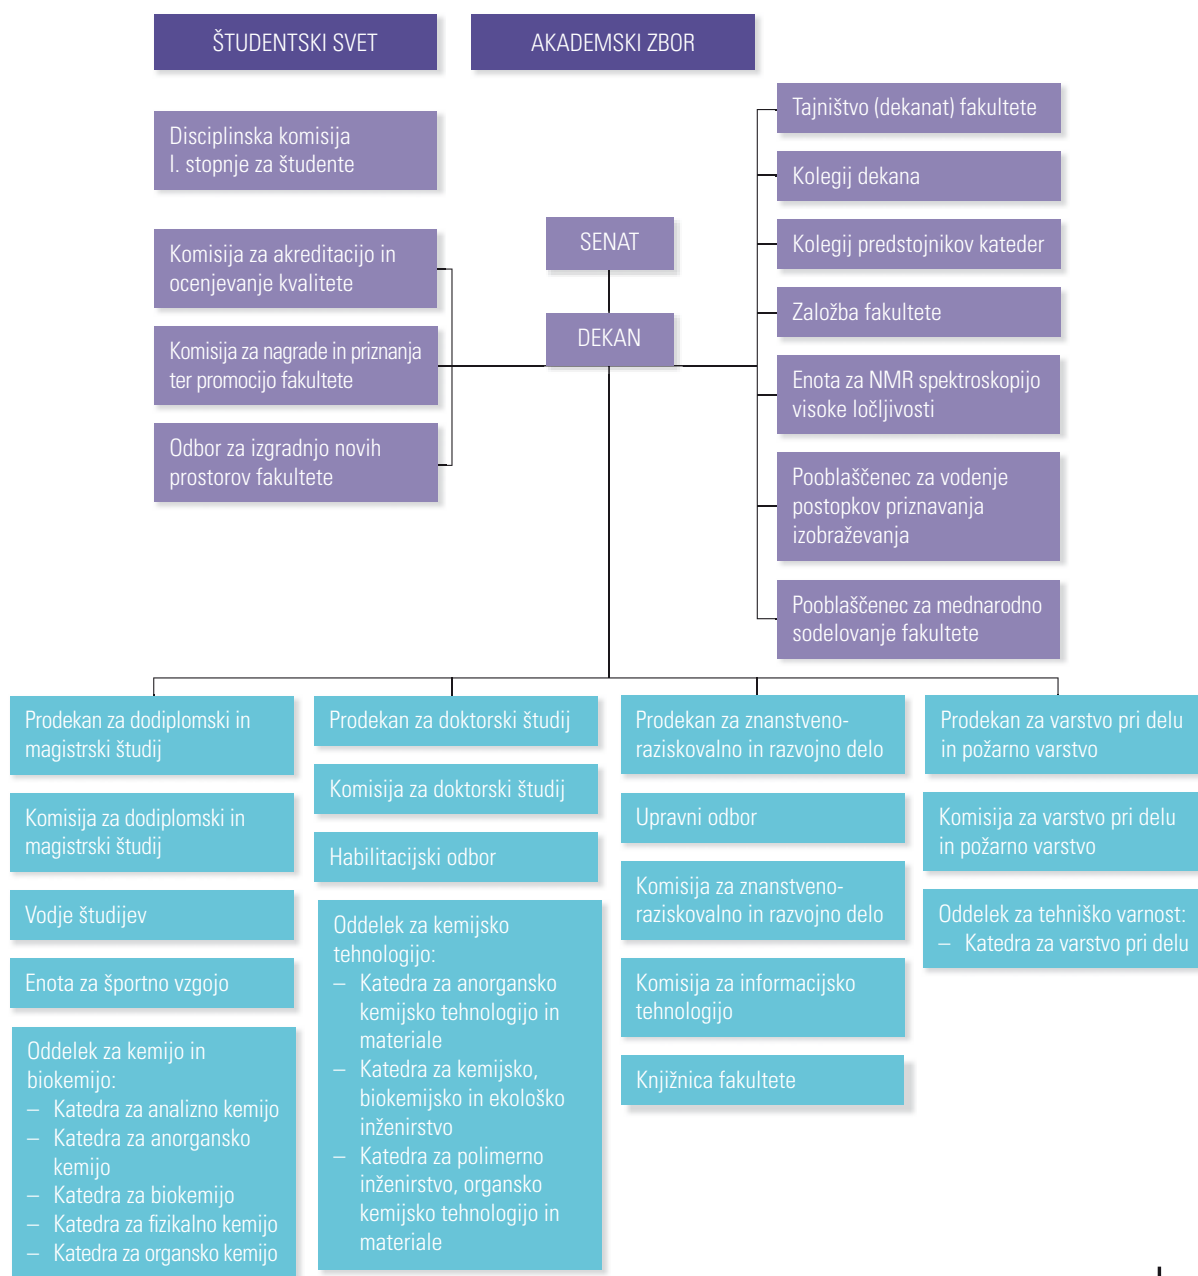 ŠTUDENTSKI SVET
AKADEMSKI ZBOR
Disciplinska komisija
I. stopnje za študente
Komisija za akreditacijo in
ocenjevanje kvalitete
Komisija za nagrade in priznanja
ter promocijo fakultete
Odbor za izgradnjo novih
prostorov fakultete
SENAT
DEKAN
Tajništvo (dekanat) fakultete
Kolegij dekana
Kolegij predstojnikov kateder
Založba fakultete
Enota za NMR spektroskopijo
visoke ločljivosti
Pooblaščenec za vodenje
postopkov priznavanja
izobraževanja
Pooblaščenec za mednarodno
sodelovanje fakultete
Prodekan za dodiplomski in
magistrski študij
Komisija za dodiplomski in
magistrski študij
Vodje študijev
Enota za športno vzgojo
Oddelek za kemijo in
biokemijo:
– Katedra za analizno kemijo
– Katedra za anorgansko
kemijo
– Katedra za biokemijo
– Katedra za fizikalno kemijo
– Katedra za organsko kemijo
Prodekan za doktorski študij
Komisija za doktorski študij
Habilitacijski odbor
Oddelek za kemijsko
tehnologijo:
– Katedra za anorgansko
kemijsko tehnologijo in
materiale
– Katedra za kemijsko,
biokemijsko in ekološko
inženirstvo
– Katedra za polimerno
inženirstvo, organsko
kemijsko tehnologijo in
materiale
Prodekan za znanstveno-
raziskovalno in razvojno delo
Upravni odbor
Komisija za znanstveno-
raziskovalno in razvojno delo
Komisija za informacijsko
tehnologijo
Knjižnica fakultete
Prodekan za varstvo pri delu
in požarno varstvo
Komisija za varstvo pri delu
in požarno varstvo
Oddelek za tehniško varnost:
– Katedra za varstvo pri delu